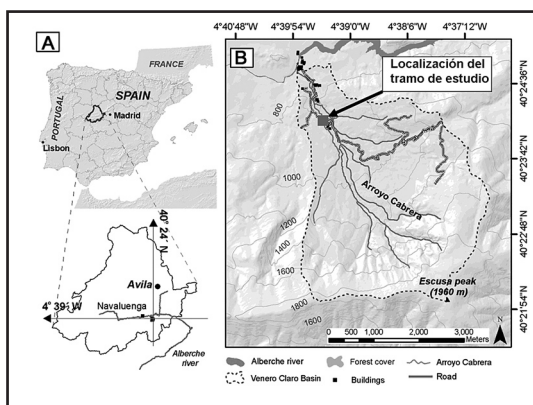 A
FRANCE
SPAIN
PORTUGAL
Madrid
Lisbon
40° 24´ N
Avila
4° 39´ W
Navaluenga
Alberche
river
B
4°40'48"O 4°39'54"O 4°39'0"O 4°38'6"O 4°37'12"O
Localización del
tramo de estudio
40°24'36"N
40°23'42"N
40°22'48"N
40°21'54"N
800
1000
1200
1400
1600
1800
1600
Arroyo Cabrera
Escusa peak
(1960 m)
0 500 1,000 2,000 3,000
Meters
N
Alberche river Forest cover Arroyo Cabrera
Venero Claro Basin Buildings Road